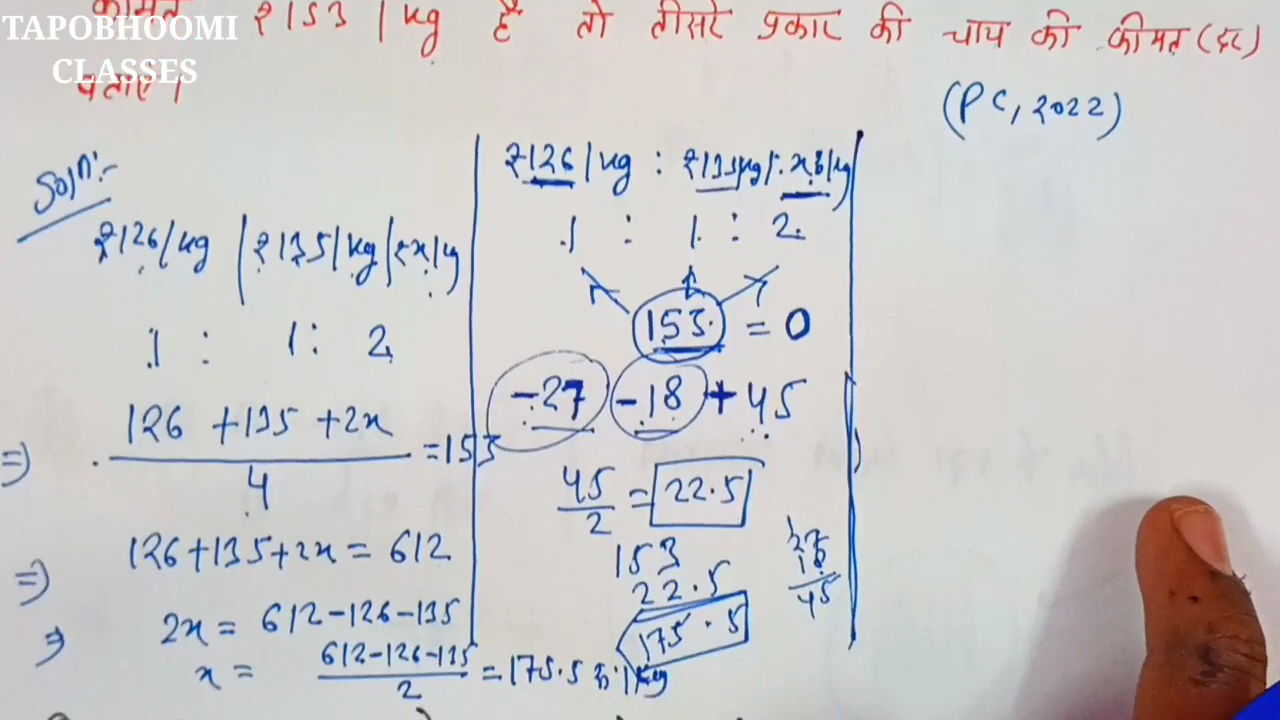 कीमत ₹153 / kg है तो तीसरे प्रकार की चाय की कीमत (दर)
बताएं।
TAPOBHOOMI
CLASSES
(PC, 2022)
Soln:-
₹126/kg | ₹135/kg | ₹x/kg
1 : 1 : 2
⇒ 126 + 135 + 2x / 4 = 153
⇒ 126+135+2x = 612
⇒ 2x = 612-126-135
x = 612-126-135 / 2 = 175.5 रु./kg
₹126/kg : ₹135/kg : x रु/kg
1 : 1 : 2
153 = 0
-27 -18 + 45
45/2 = 22.5
153
22.5
175.5
27
18
45